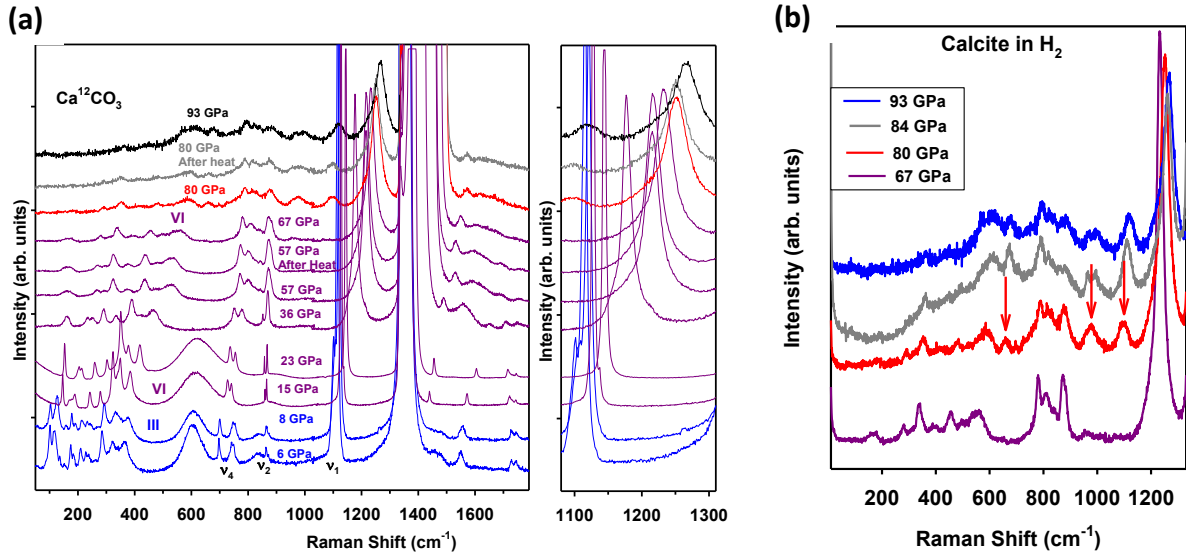 (a)
Ca¹²CO₃
93 GPa
80 GPa
After heat
80 GPa
VI
67 GPa
57 GPa
After Heat
57 GPa
36 GPa
23 GPa
VI
15 GPa
III
8 GPa
6 GPa
ν₄
ν₂
ν₁
Intensity (arb. units)
200 400 600 800 1000 1200 1400 1600
Raman Shift (cm⁻¹)
Intensity (arb. units)
1100 1200 1300
(b)
Calcite in H₂
93 GPa
84 GPa
80 GPa
67 GPa
Intensity (arb. units)
200 400 600 800 1000 1200
Raman Shift (cm⁻¹)